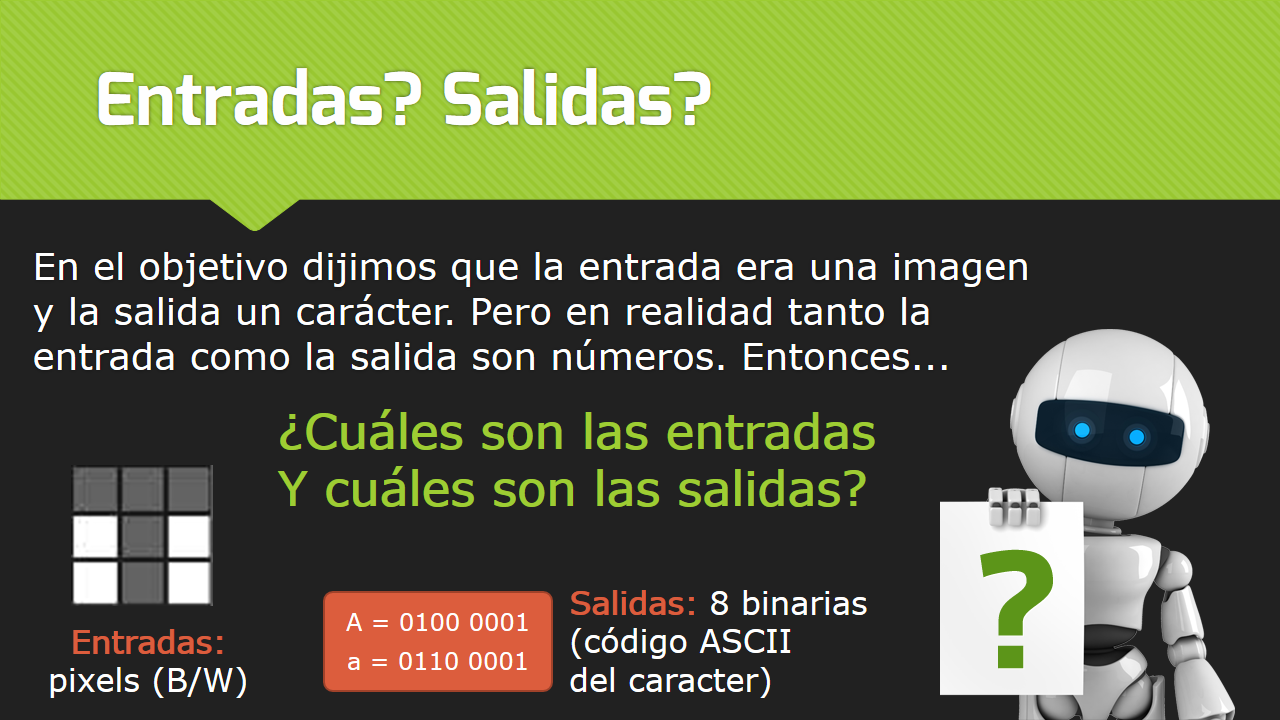 Entradas? Salidas?
En el objetivo dijimos que la entrada era una imagen
y la salida un carácter. Pero en realidad tanto la
entrada como la salida son números. Entonces...
¿Cuáles son las entradas
Y cuáles son las salidas?
Entradas:
pixels (B/W)
A = 0100 0001
a = 0110 0001
Salidas: 8 binarias
(código ASCII
del caracter)
?